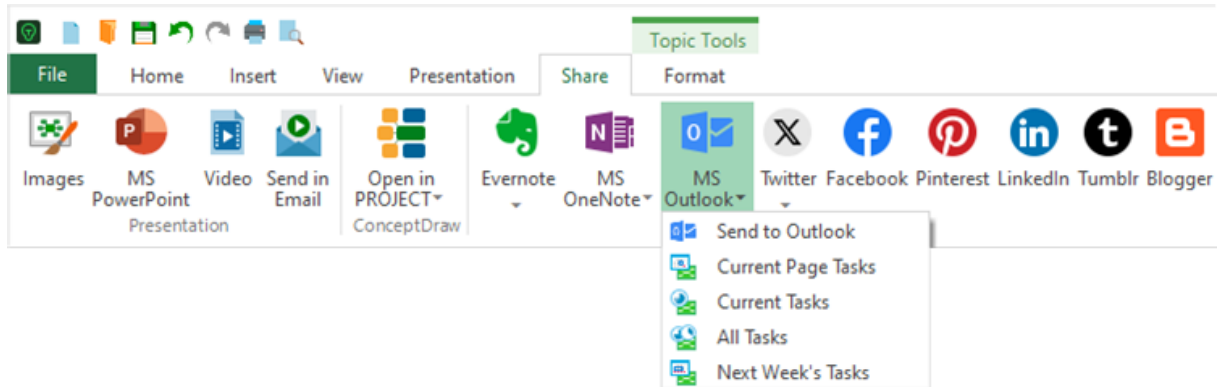 Topic Tools
File Home Insert View Presentation Share Format
Images MS PowerPoint Video Send in Email Open in PROJECT Evernote MS OneNote MS Outlook Twitter Facebook Pinterest LinkedIn Tumblr Blogger
Presentation ConceptDraw
Send to Outlook
Current Page Tasks
Current Tasks
All Tasks
Next Week's Tasks